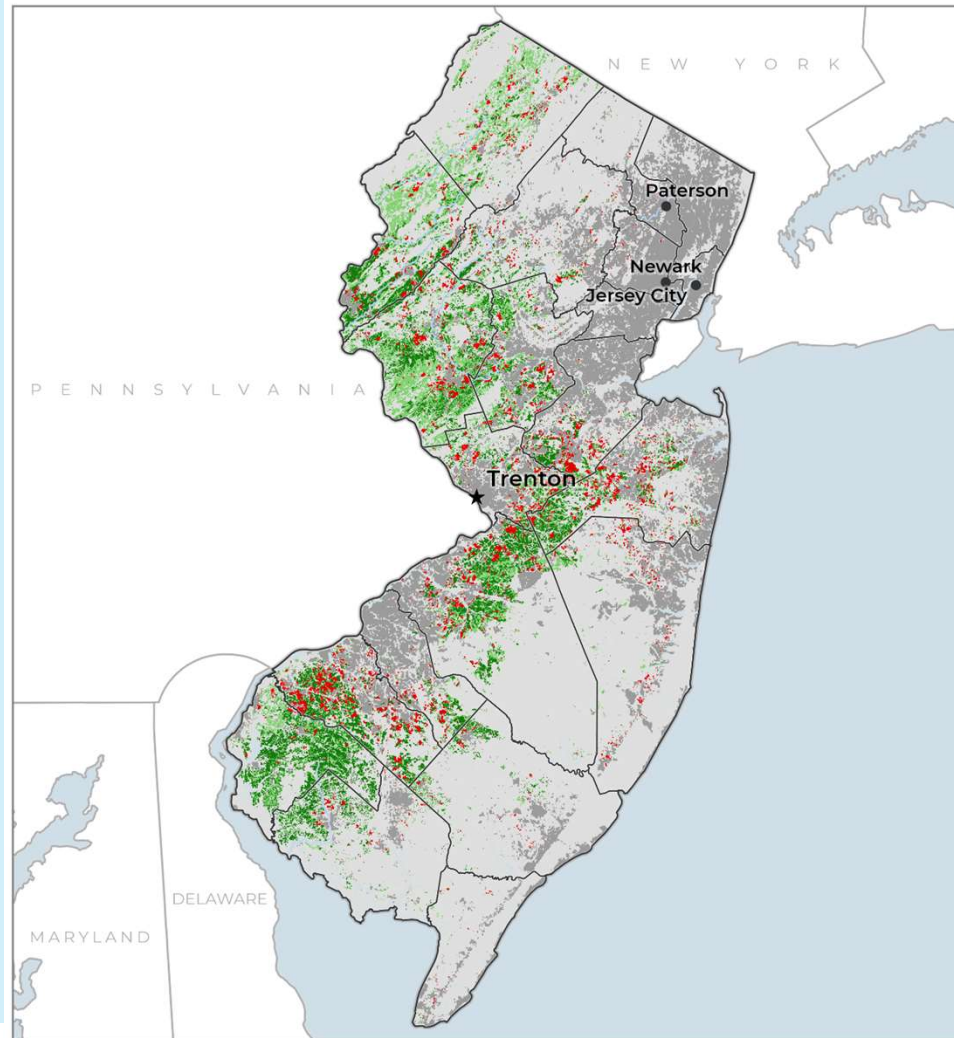 NEW YORK
Paterson
Newark
Jersey City
PENNSYLVANIA
Trenton
DELAWARE
MARYLAND